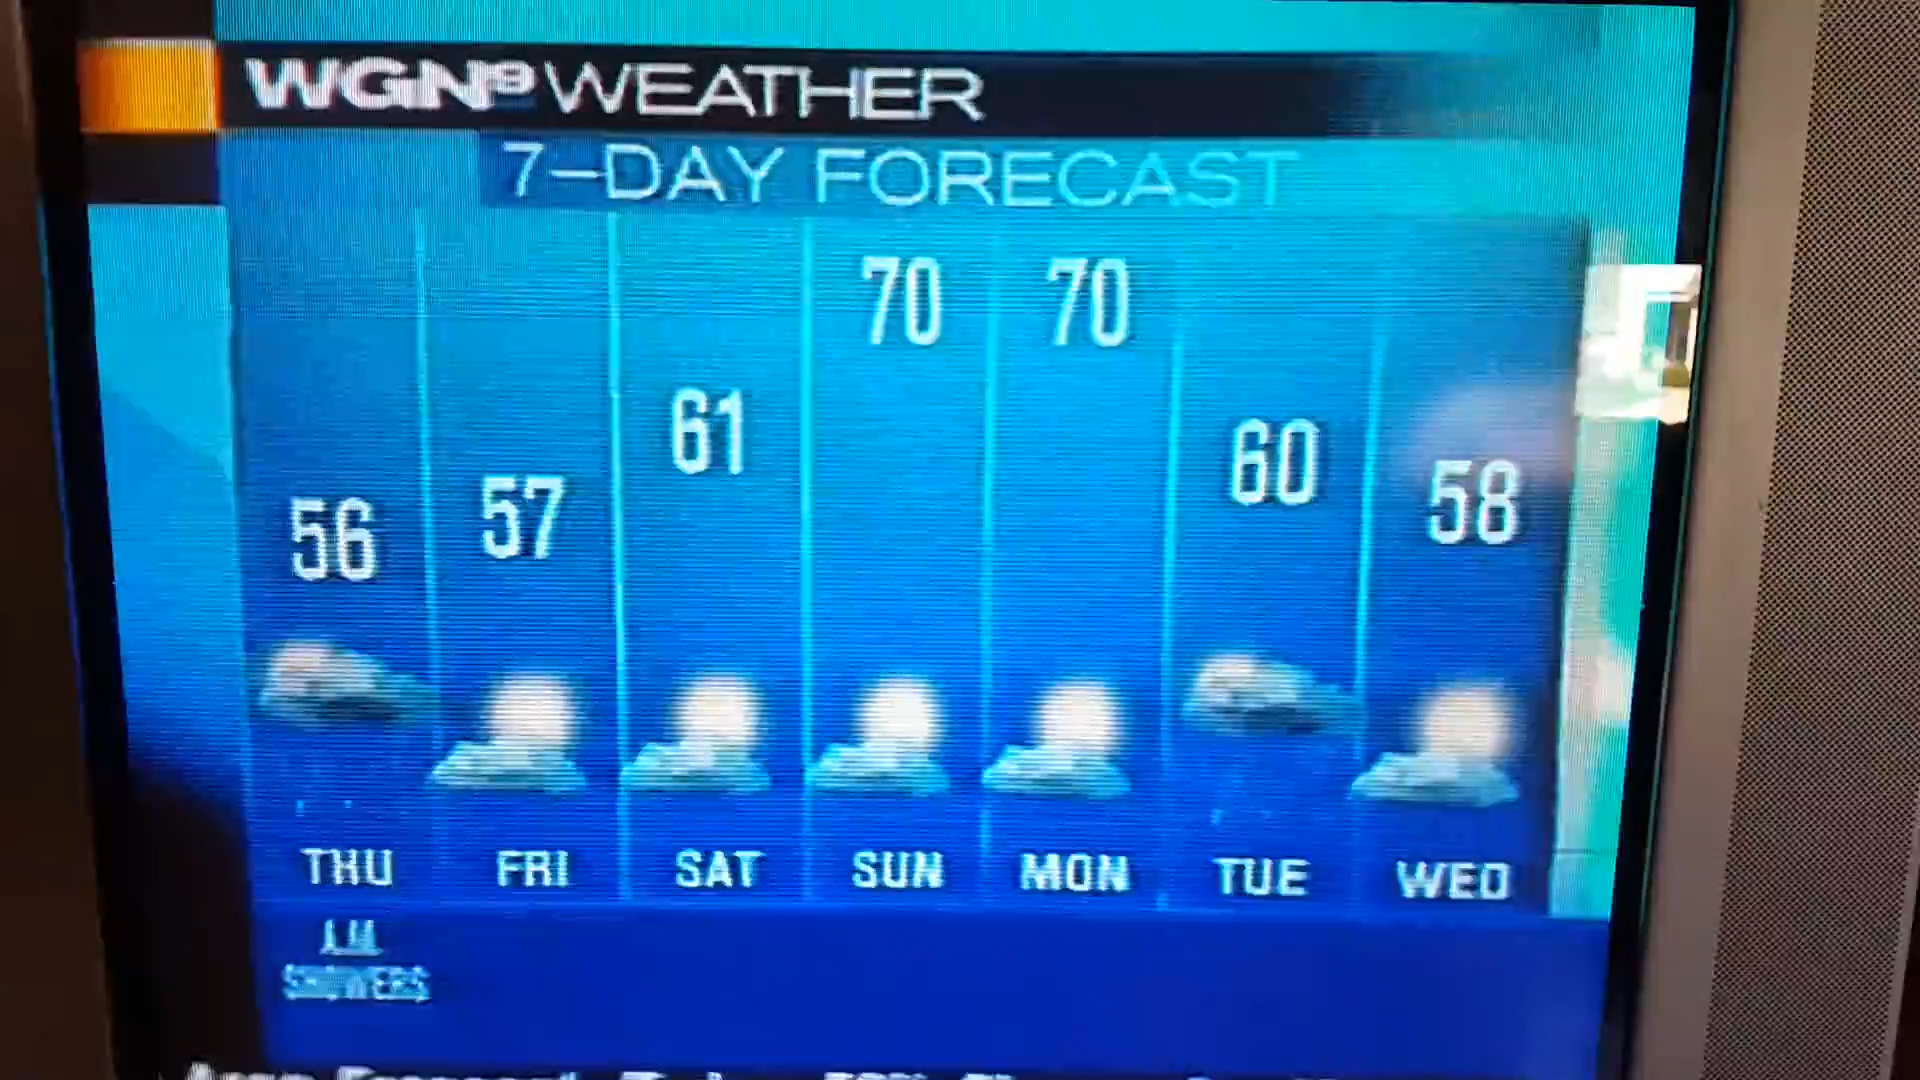 WGN9 WEATHER
7-DAY FORECAST
70 70
61
60
56 57 58
THU FRI SAT SUN MON TUE WED
A.M.
SHOWERS